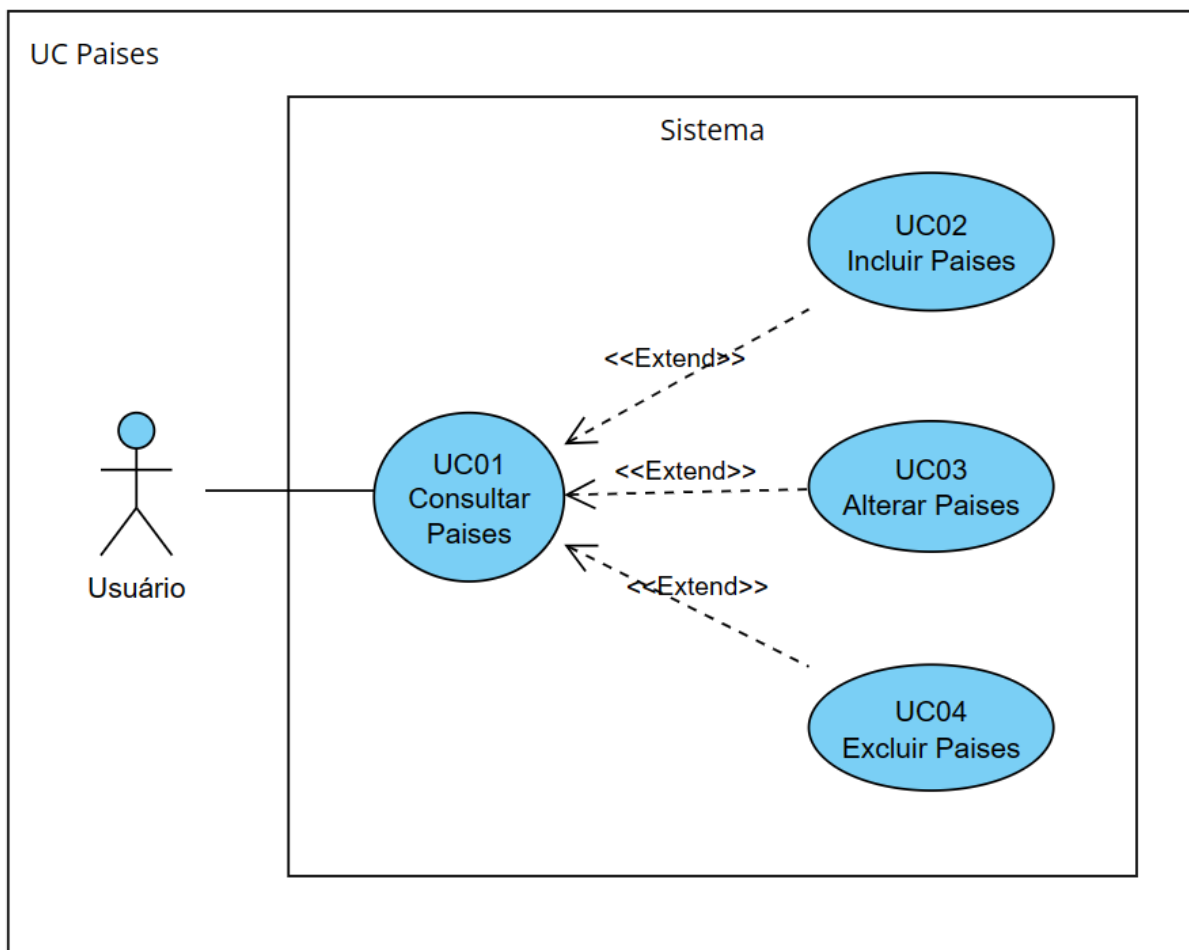 UC Paises
Sistema
UC02
Incluir Paises
<<Extend>>
UC01
Consultar
Paises
<<Extend>>
UC03
Alterar Paises
<<Extend>>
UC04
Excluir Paises
Usuário